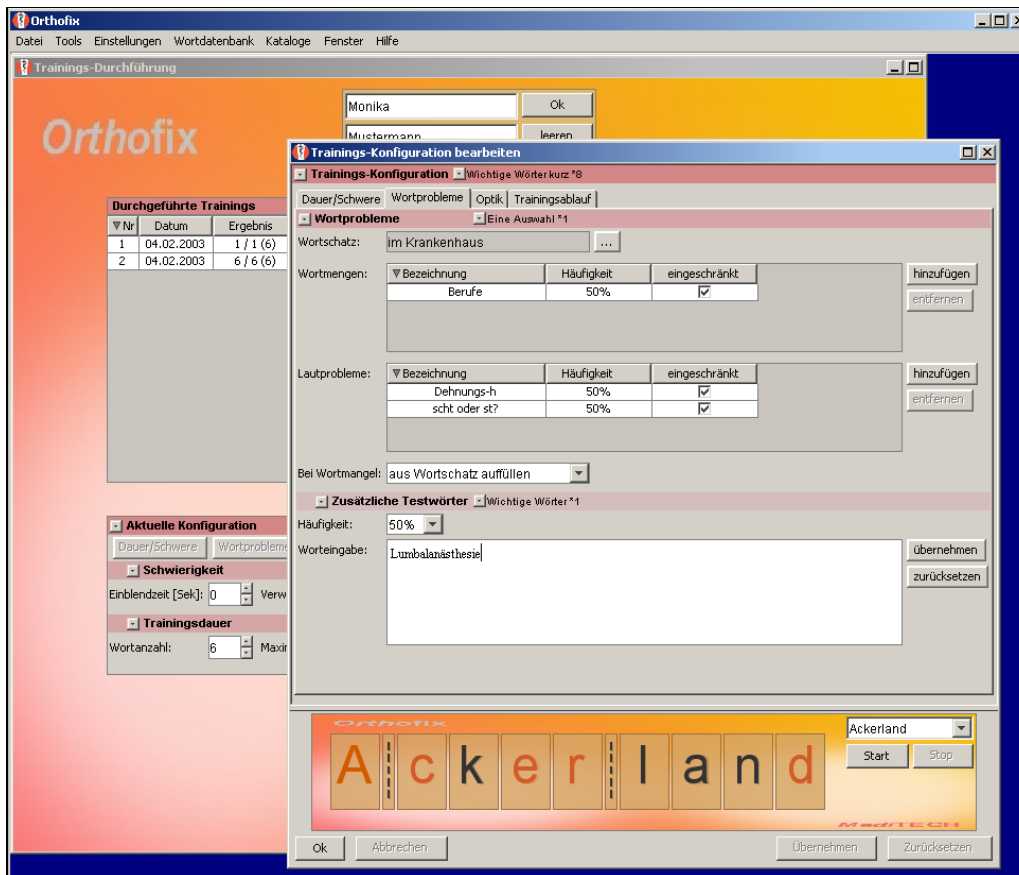 Orthofix
Datei Tools Einstellungen Wortdatenbank Kataloge Fenster Hilfe
Trainings-Durchführung
Orthofix
Monika Ok
Mustermann leeren
Durchgeführte Trainings
Nr Datum Ergebnis
1 04.02.2003 1 / 1 (6)
2 04.02.2003 6 / 6 (6)
Aktuelle Konfiguration
Dauer/Schwere Wortprobleme
Schwierigkeit
Einblendzeit [Sek]: 0 Verw
Trainingsdauer
Wortanzahl: 6 Maxim
Trainings-Konfiguration bearbeiten
Trainings-Konfiguration Wichtige Wörter kurz *8
Dauer/Schwere Wortprobleme Optik Trainingsablauf
Wortprobleme Eine Auswahl *1
Wortschatz: im Krankenhaus ...
Wortmengen: Bezeichnung Häufigkeit eingeschränkt hinzufügen
Berufe 50%
entfernen
Lautprobleme: Bezeichnung Häufigkeit eingeschränkt hinzufügen
Dehnungs-h 50%
entfernen
scht oder st? 50%
Bei Wortmangel: aus Wortschatz auffüllen
Zusätzliche Testwörter Wichtige Wörter *1
Häufigkeit: 50%
Worteingabe: Lumbalanästhesie übernehmen
zurücksetzen
Orthofix
Ackerland
Ackerland
Start Stop
MediTECH
Ok Abbrechen Übernehmen Zurücksetzen